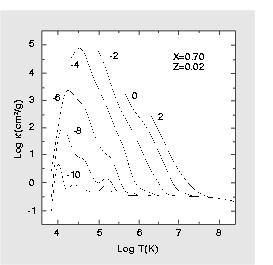 5
4
3
2
1
0
-1
Log κ(cm²/g)
-2
-4
X=0.70
Z=0.02
0
-6
2
-8
-10
4 5 6 7 8
Log T(K)